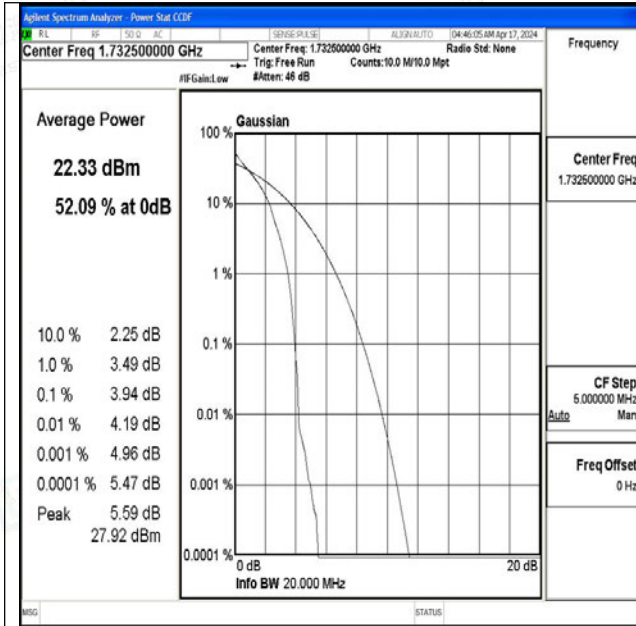 Agilent Spectrum Analyzer - Power Stat CCDF
RL RF 50 Ω AC SENSE:PULSE ALIGN AUTO 04:46:05 AM Apr 17, 2024
Center Freq 1.732500000 GHz
Center Freq: 1.732500000 GHz Radio Std: None
Trig: Free Run Counts:10.0 M/10.0 Mpt
#IFGain:Low #Atten: 46 dB
Frequency
Average Power
22.33 dBm
52.09 % at 0dB
10.0 % 2.25 dB
1.0 % 3.49 dB
0.1 % 3.94 dB
0.01 % 4.19 dB
0.001 % 4.96 dB
0.0001 % 5.47 dB
Peak 5.59 dB
27.92 dBm
Gaussian
100 %
10 %
1 %
0.1 %
0.01 %
0.001 %
0.0001 %
0 dB 20 dB
Info BW 20.000 MHz
Center Freq
1.732500000 GHz
CF Step
5.000000 MHz
Auto Man
Freq Offset
0 Hz
MSG STATUS